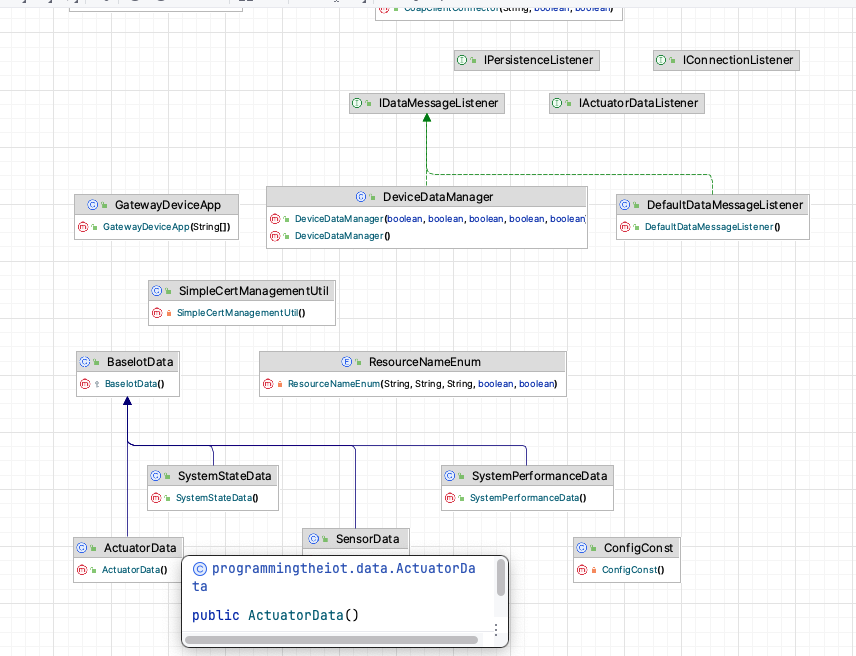 CoapClientConnector(String, boolean, boolean)
IPersistenceListener
IConnectionListener
IDataMessageListener
IActuatorDataListener
GatewayDeviceApp
GatewayDeviceApp(String[])
DeviceDataManager
DeviceDataManager(boolean, boolean, boolean, boolean, boolean
DeviceDataManager()
DefaultDataMessageListener
DefaultDataMessageListener()
SimpleCertManagementUtil
SimpleCertManagementUtil()
BaseIotData
BaseIotData()
ResourceNameEnum
ResourceNameEnum(String, String, String, boolean, boolean)
SystemStateData
SystemStateData()
SystemPerformanceData
SystemPerformanceData()
ActuatorData
ActuatorData()
SensorData
ConfigConst
ConfigConst()
programmingtheiot.data.ActuatorDa
ta
public ActuatorData()